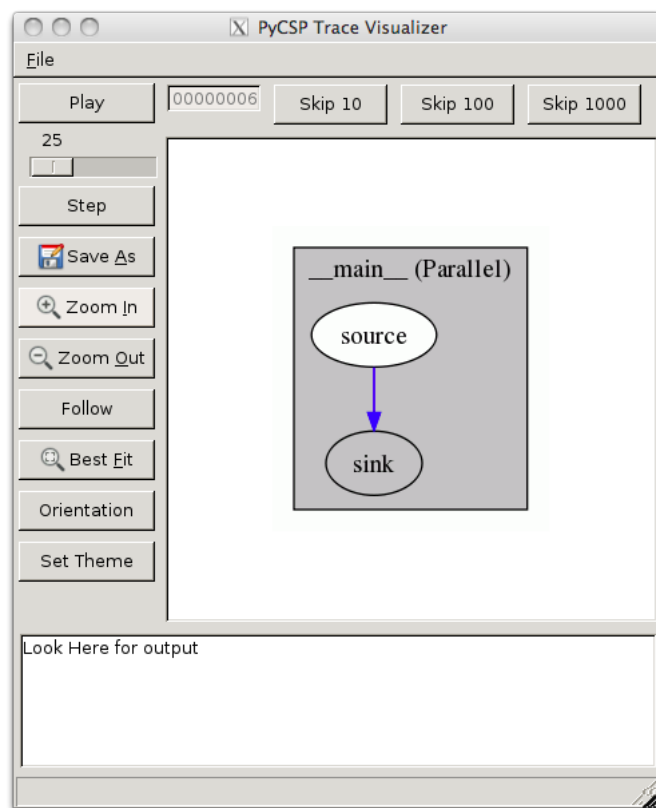 PyCSP Trace Visualizer
File
Play
00000006
Skip 10
Skip 100
Skip 1000
25
Step
Save As
Zoom In
Zoom Out
Follow
Best Fit
Orientation
Set Theme
__main__ (Parallel)
source
sink
Look Here for output